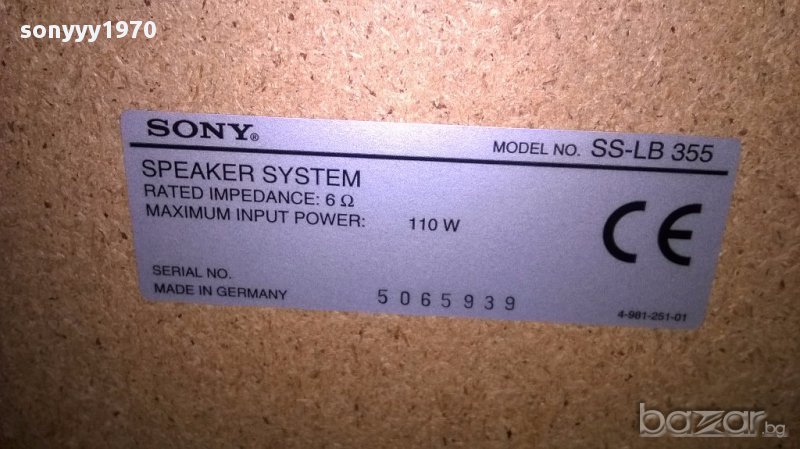 sonyyy1970
SONY®
MODEL NO. SS-LB 355
SPEAKER SYSTEM
RATED IMPEDANCE: 6 Ω
MAXIMUM INPUT POWER: 110 W
CE
SERIAL NO.
MADE IN GERMANY 5065939
4-981-251-01
bazar.bg